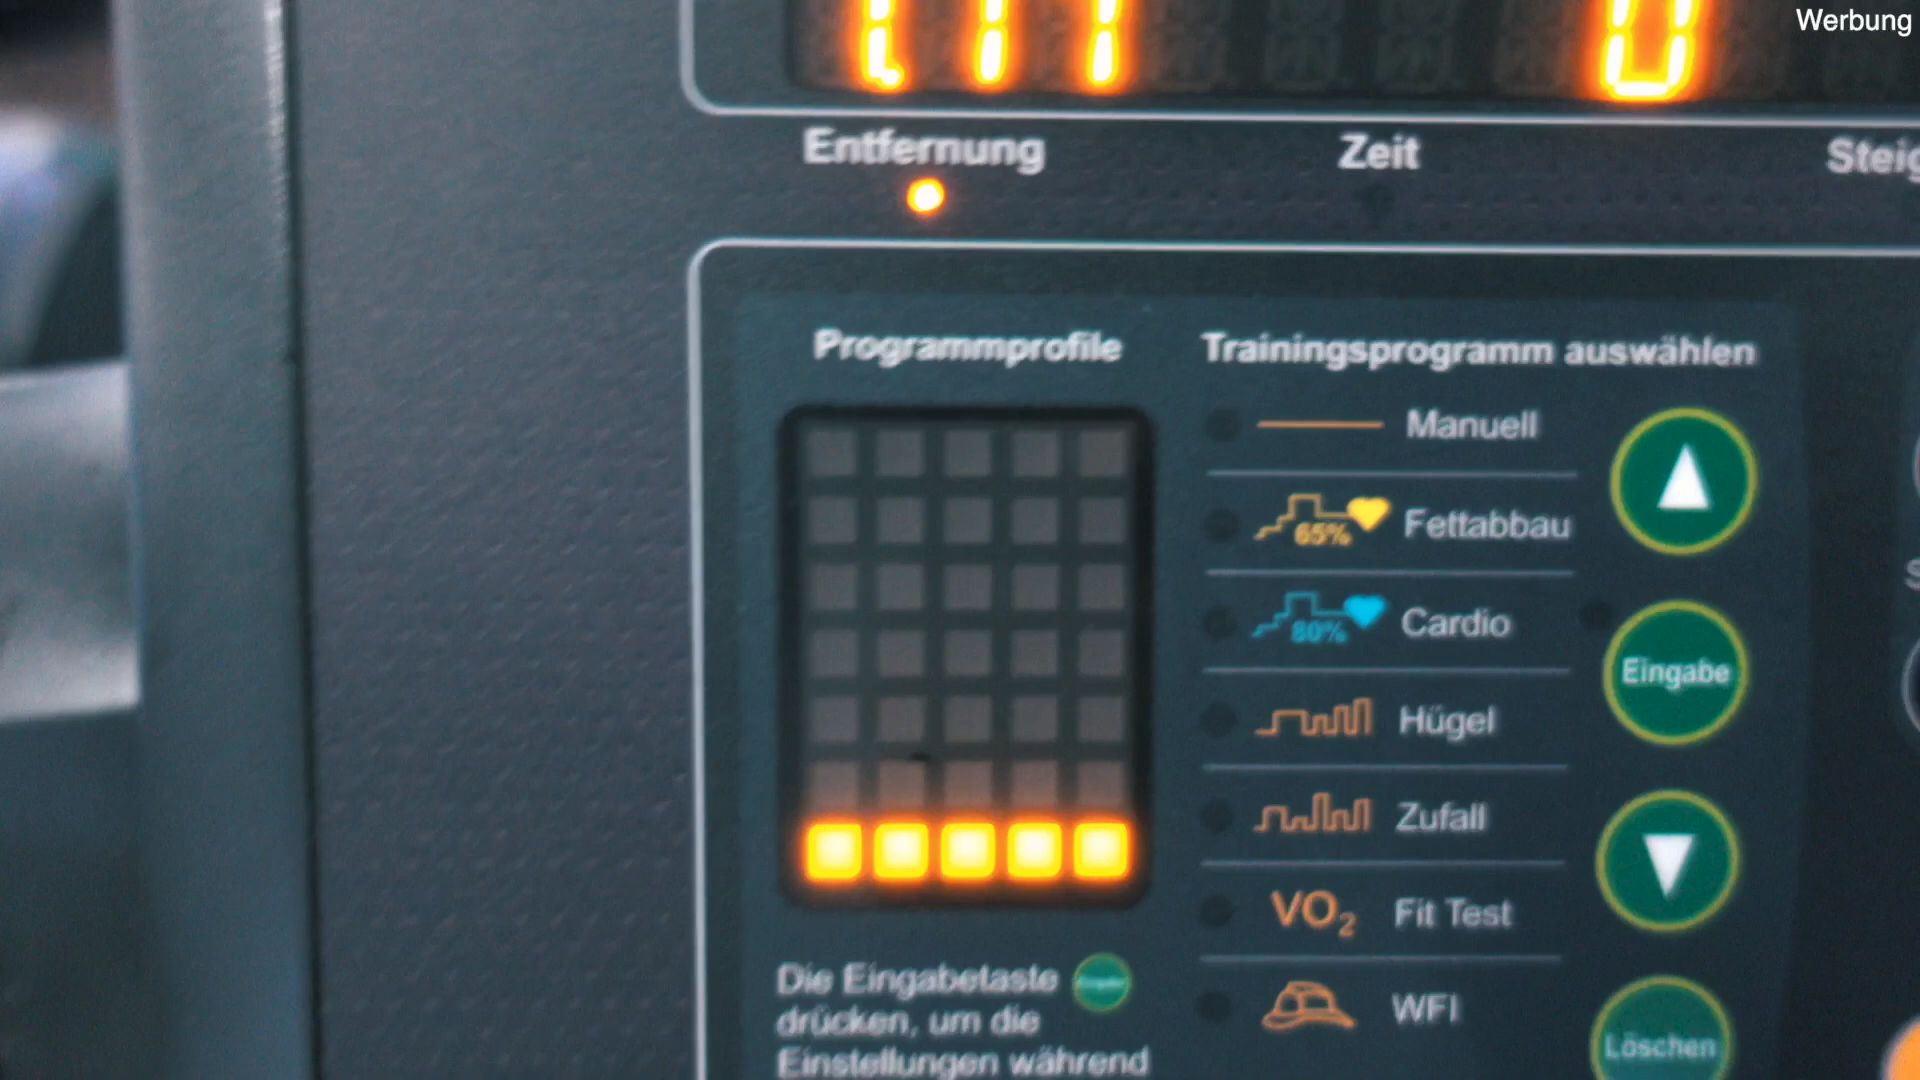 Werbung
Entfernung
Zeit
Programmprofile
Trainingsprogramm auswählen
Manuell
65%
Fettabbau
80%
Cardio
Eingabe
Hügel
Zufall
VO2
Fit Test
WFI
Löschen
Die Eingabetaste
drücken, um die
Einstellungen während